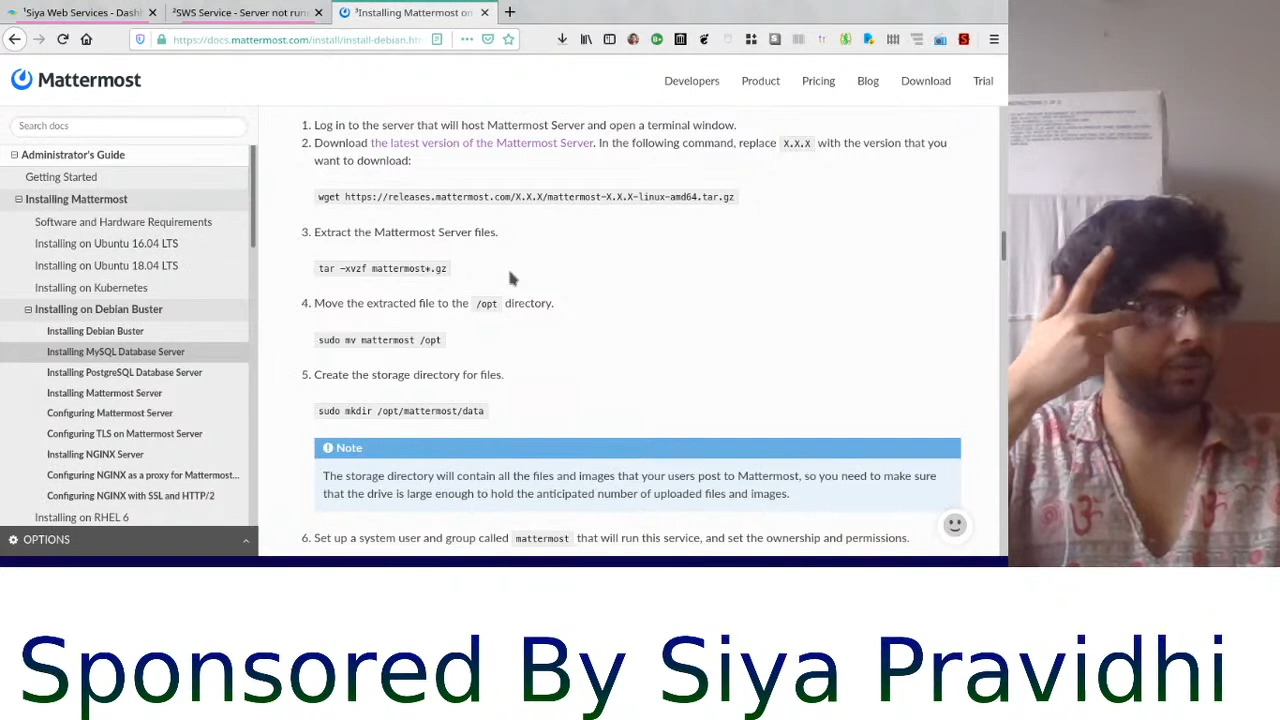 ¹Siya Web Services - Dash
²SWS Service - Server not run
³Installing Mattermost on
https://docs.mattermost.com/install/install-debian.ht
Mattermost
Developers
Product
Pricing
Blog
Download
Trial
Search docs
Administrator's Guide
Getting Started
Installing Mattermost
Software and Hardware Requirements
Installing on Ubuntu 16.04 LTS
Installing on Ubuntu 18.04 LTS
Installing on Kubernetes
Installing on Debian Buster
Installing Debian Buster
Installing MySQL Database Server
Installing PostgreSQL Database Server
Installing Mattermost Server
Configuring Mattermost Server
Configuring TLS on Mattermost Server
Installing NGINX Server
Configuring NGINX as a proxy for Mattermost...
Configuring NGINX with SSL and HTTP/2
Installing on RHEL 6
OPTIONS
1. Log in to the server that will host Mattermost Server and open a terminal window.
2. Download the latest version of the Mattermost Server. In the following command, replace X.X.X with the version that you
want to download:
wget https://releases.mattermost.com/X.X.X/mattermost-X.X.X-linux-amd64.tar.gz
3. Extract the Mattermost Server files.
tar -xvzf mattermost*.gz
4. Move the extracted file to the /opt directory.
sudo mv mattermost /opt
5. Create the storage directory for files.
sudo mkdir /opt/mattermost/data
Note
The storage directory will contain all the files and images that your users post to Mattermost, so you need to make sure
that the drive is large enough to hold the anticipated number of uploaded files and images.
6. Set up a system user and group called mattermost that will run this service, and set the ownership and permissions.
Sponsored By Siya Pravidhi